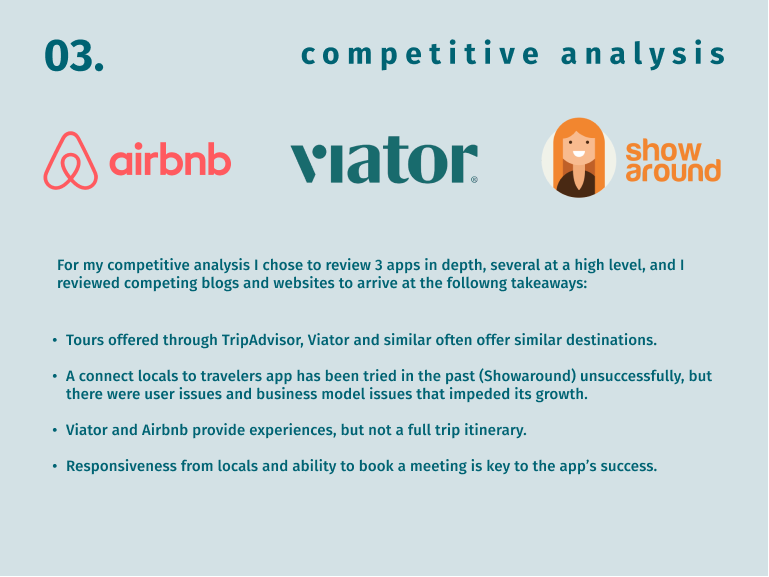 03.
competitive analysis
airbnb
viator®
show
around
For my competitive analysis I chose to review 3 apps in depth, several at a high level, and I
reviewed competing blogs and websites to arrive at the followng takeaways:
• Tours offered through TripAdvisor, Viator and similar often offer similar destinations.
• A connect locals to travelers app has been tried in the past (Showaround) unsuccessfully, but
there were user issues and business model issues that impeded its growth.
• Viator and Airbnb provide experiences, but not a full trip itinerary.
• Responsiveness from locals and ability to book a meeting is key to the app’s success.